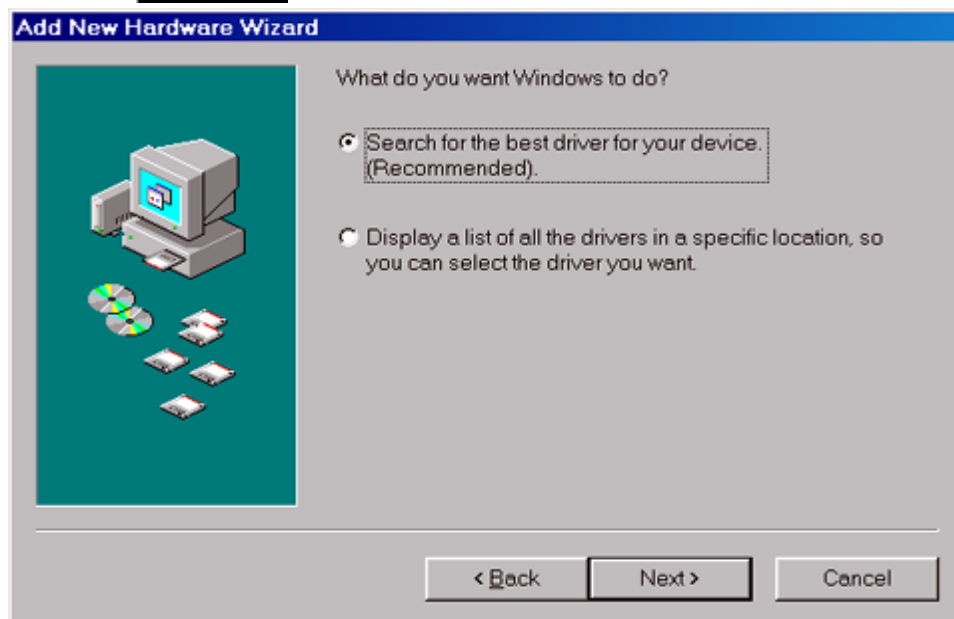 Add New Hardware Wizard
What do you want Windows to do?
Search for the best driver for your device.
(Recommended).
Display a list of all the drivers in a specific location, so
you can select the driver you want.
< Back
Next >
Cancel